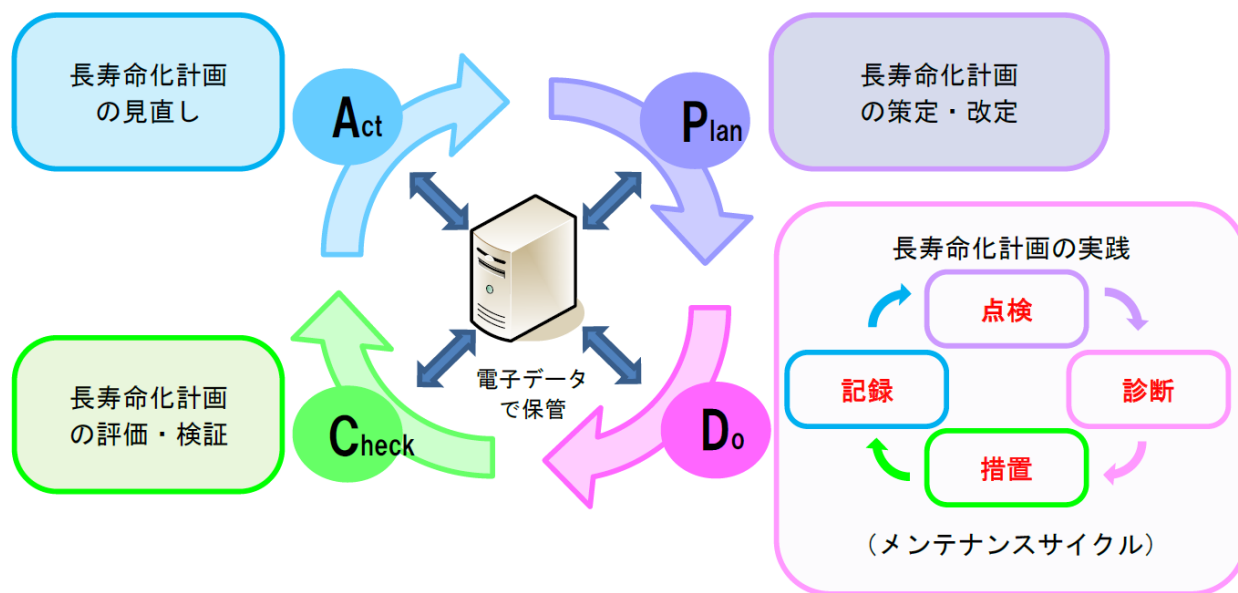 長寿命化計画
の見直し
Act
Plan
長寿命化計画
の策定・改定
長寿命化計画の実践
点検
記録
診断
措置
(メンテナンスサイクル)
電子データ
で保管
長寿命化計画
の評価・検証
Check
Do